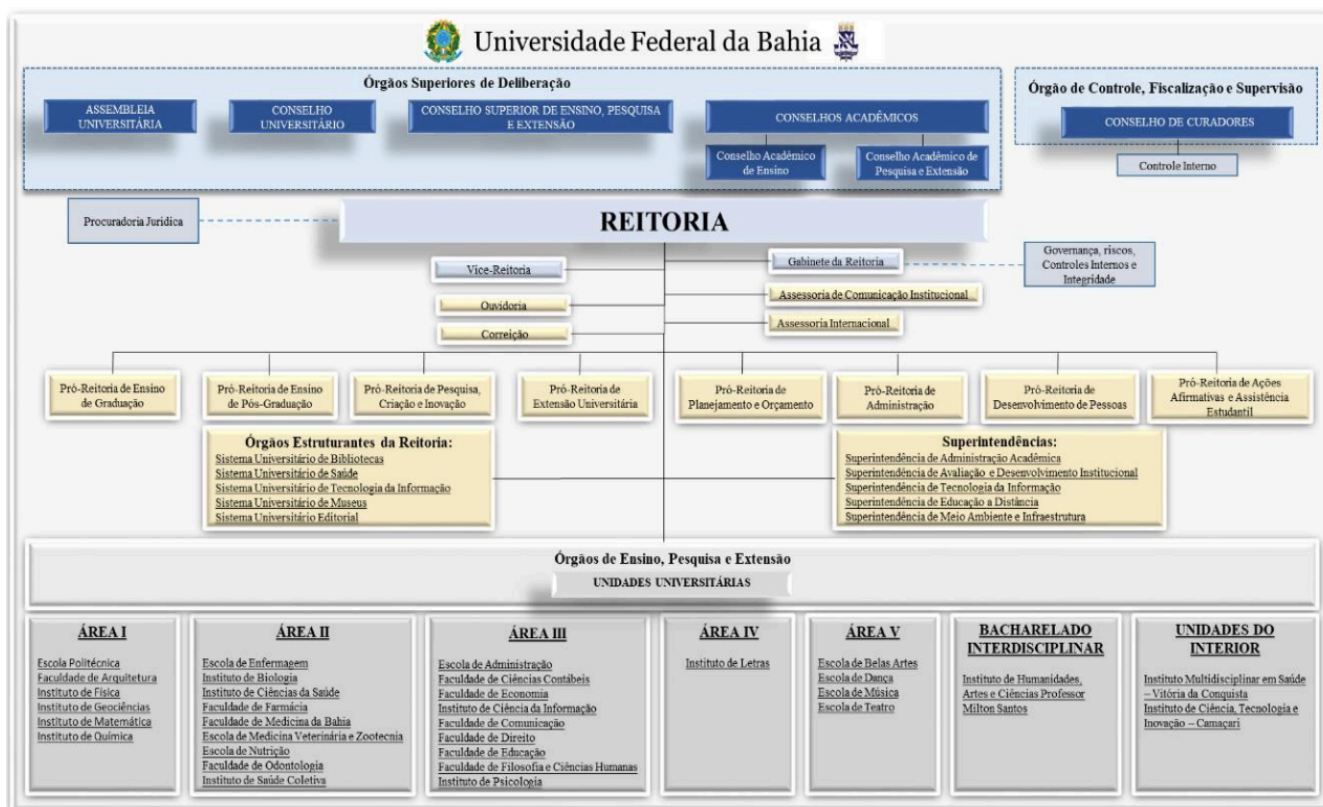 Universidade Federal da Bahia
Órgãos Superiores de Deliberação
ASSEMBLEIA
UNIVERSITÁRIA
CONSELHO
UNIVERSITÁRIO
CONSELHO SUPERIOR DE ENSINO, PESQUISA
E EXTENSÃO
CONSELHOS ACADÊMICOS
Conselho Acadêmico
de Ensino
Conselho Acadêmico de
Pesquisa e Extensão
Órgão de Controle, Fiscalização e Supervisão
CONSELHO DE CURADORES
Controle Interno
Procuradoria Jurídica
REITORIA
Vice-Reitoria
Gabinete da Reitoria
Governança, riscos,
Controles Internos e
Integridade
Ouvidoria
Assessoria de Comunicação Institucional
Correição
Assessoria Internacional
Pró-Reitoria de Ensino
de Graduação
Pró-Reitoria de Ensino
de Pós-Graduação
Pró-Reitoria de Pesquisa,
Criação e Inovação
Pró-Reitoria de
Extensão Universitária
Pró-Reitoria de
Planejamento e Orçamento
Pró-Reitoria de
Administração
Pró-Reitoria de
Desenvolvimento de Pessoas
Pró-Reitoria de Ações
Afirmativas e Assistência
Estudantil
Órgãos Estruturantes da Reitoria:
Sistema Universitário de Bibliotecas
Sistema Universitário de Saúde
Sistema Universitário de Tecnologia da Informação
Sistema Universitário de Museus
Sistema Universitário Editorial
Superintendências:
Superintendência de Administração Acadêmica
Superintendência de Avaliação e Desenvolvimento Institucional
Superintendência de Tecnologia da Informação
Superintendência de Educação a Distância
Superintendência de Meio Ambiente e Infraestrutura
Órgãos de Ensino, Pesquisa e Extensão
UNIDADES UNIVERSITÁRIAS
ÁREA I
Escola Politécnica
Faculdade de Arquitetura
Instituto de Física
Instituto de Geociências
Instituto de Matemática
Instituto de Química
ÁREA II
Escola de Enfermagem
Instituto de Biologia
Instituto de Ciências da Saúde
Faculdade de Farmácia
Faculdade de Medicina da Bahia
Escola de Medicina Veterinária e Zootecnia
Escola de Nutrição
Faculdade de Odontologia
Instituto de Saúde Coletiva
ÁREA III
Escola de Administração
Faculdade de Ciências Contábeis
Faculdade de Economia
Instituto de Ciência da Informação
Faculdade de Comunicação
Faculdade de Direito
Faculdade de Educação
Faculdade de Filosofia e Ciências Humanas
Instituto de Psicologia
ÁREA IV
Instituto de Letras
ÁREA V
Escola de Belas Artes
Escola de Dança
Escola de Música
Escola de Teatro
BACHARELADO
INTERDISCIPLINAR
Instituto de Humanidades,
Artes e Ciências Professor
Milton Santos
UNIDADES DO
INTERIOR
Instituto Multidisciplinar em Saúde
– Vitória da Conquista
Instituto de Ciência, Tecnologia e
Inovação – Camaçari